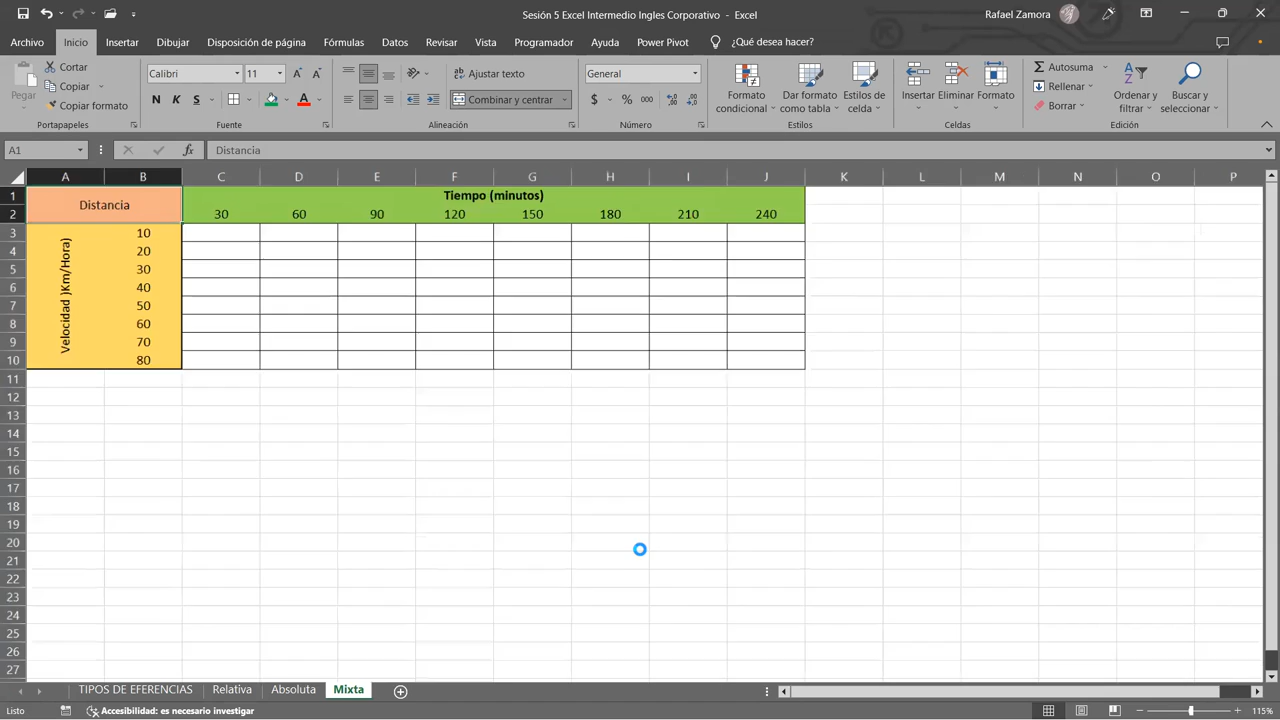 Sesión 5 Excel Intermedio Ingles Corporativo - Excel
Rafael Zamora
Archivo Inicio Insertar Dibujar Disposición de página Fórmulas Datos Revisar Vista Programador Ayuda Power Pivot ¿Qué desea hacer?
Pegar
Cortar
Copiar
Copiar formato
Portapapeles
Calibri 11
N K S
Fuente
Ajustar texto
Combinar y centrar
Alineación
General
$ % 000
Número
Formato condicional
Dar formato como tabla
Estilos de celda
Estilos
Insertar
Eliminar
Formato
Celdas
Autosuma
Rellenar
Borrar
Ordenar y filtrar
Buscar y seleccionar
Edición
A1 fx Distancia
A B C D E F G H I J K L M N O P
1 Distancia Tiempo (minutos)
2 30 60 90 120 150 180 210 240
Velocidad )Km/Hora)
3 10
4 20
5 30
6 40
7 50
8 60
9 70
10 80
11
12
13
14
15
16
17
18
19
20
21
22
23
24
25
26
27
TIPOS DE EFERENCIAS Relativa Absoluta Mixta
Listo Accesibilidad: es necesario investigar 115%